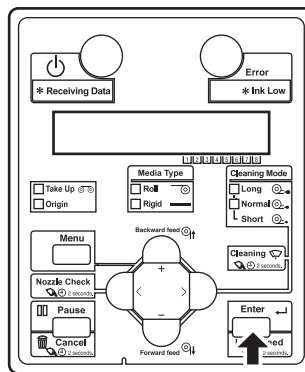 Error
* Receiving Data
* Ink Low
1 2 3 4 5 6 7 8
Media Type
Cleaning Mode
Take Up
Roll
Long
Origin
Rigid
Normal
Short
Backward feed
Menu
+
Cleaning
2 seconds.
Nozzle Check
2 seconds.
< >
Pause
Enter
–
Cancel
2 seconds.
2 seconds.
Forward feed